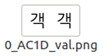 객 객
0_AC1D_val.png